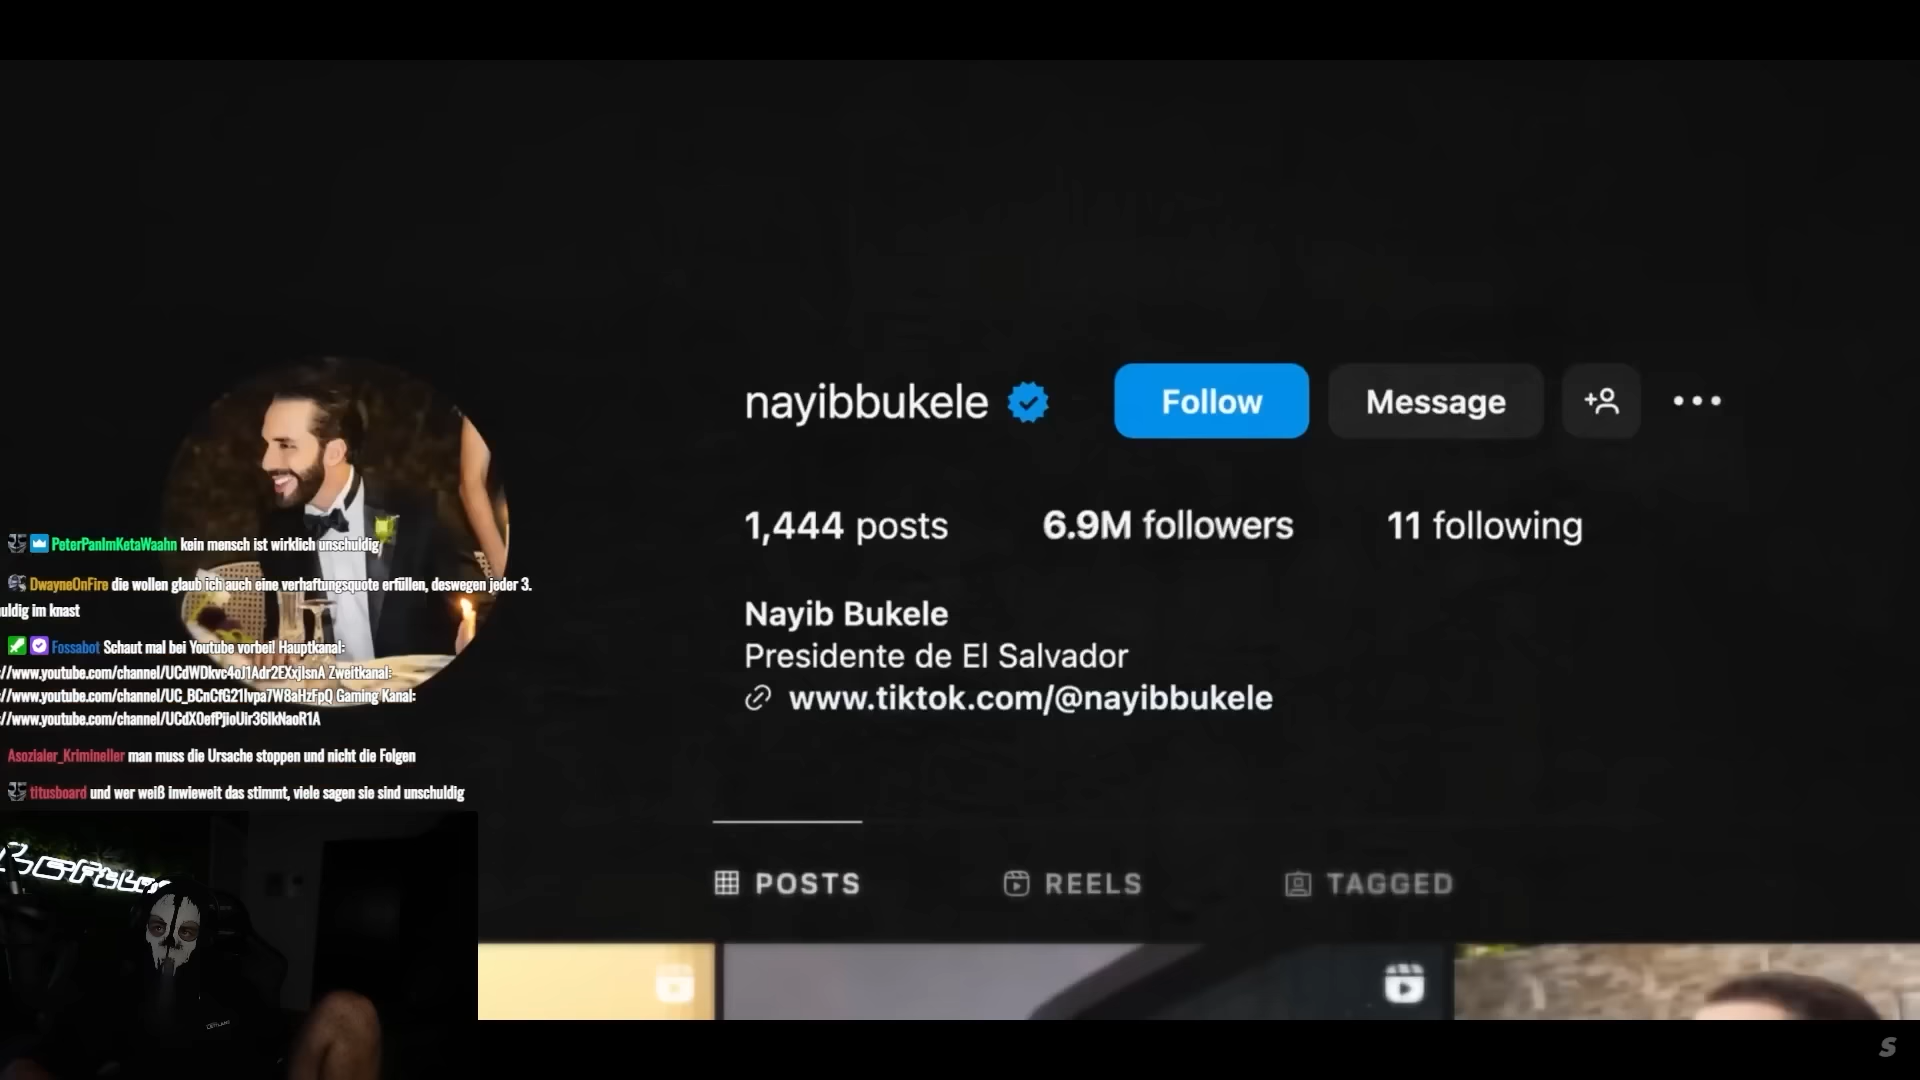 nayibbukele
Follow
Message
1,444 posts
6.9M followers
11 following
Nayib Bukele
Presidente de El Salvador
www.tiktok.com/@nayibbukele
POSTS
REELS
TAGGED
PeterPanImKetaWaahn kein mensch ist wirklich unschuldig
DwayneOnFire die wollen glaub ich auch eine verhaftungsquote erfüllen, deswegen jeder 3.
uldig im knast
Fossabot Schaut mal bei Youtube vorbei! Hauptkanal:
//www.youtube.com/channel/UCdWDkvc4oJ1Adr2EXxjlsnA Zweitkanal:
//www.youtube.com/channel/UC_BCnCfG21lvpa7W8aHzFpQ Gaming Kanal:
//www.youtube.com/channel/UCdX0efPjioUir36lkNaoR1A
Asozialer_Krimineller man muss die Ursache stoppen und nicht die Folgen
titusboard und wer weiß inwieweit das stimmt, viele sagen sie sind unschuldig
S